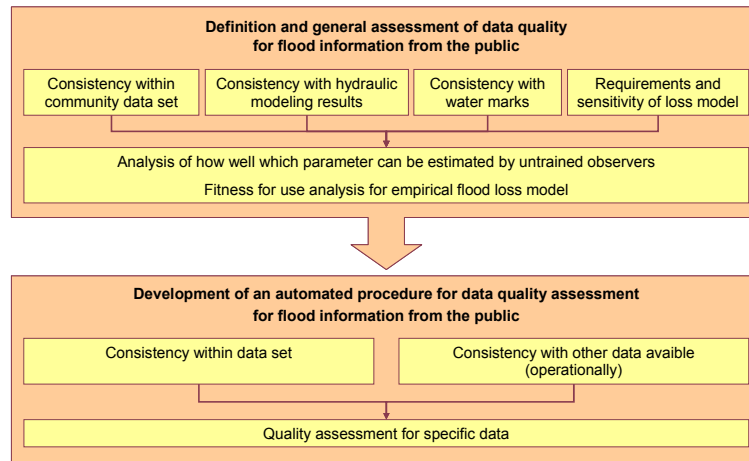 Definition and general assessment of data quality
for flood information from the public
Consistency within
community data set
Consistency with hydraulic
modeling results
Consistency with
water marks
Requirements and
sensitivity of loss model
Analysis of how well which parameter can be estimated by untrained observers
Fitness for use analysis for empirical flood loss model
Development of an automated procedure for data quality assessment
for flood information from the public
Consistency within data set
Consistency with other data avaible
(operationally)
Quality assessment for specific data